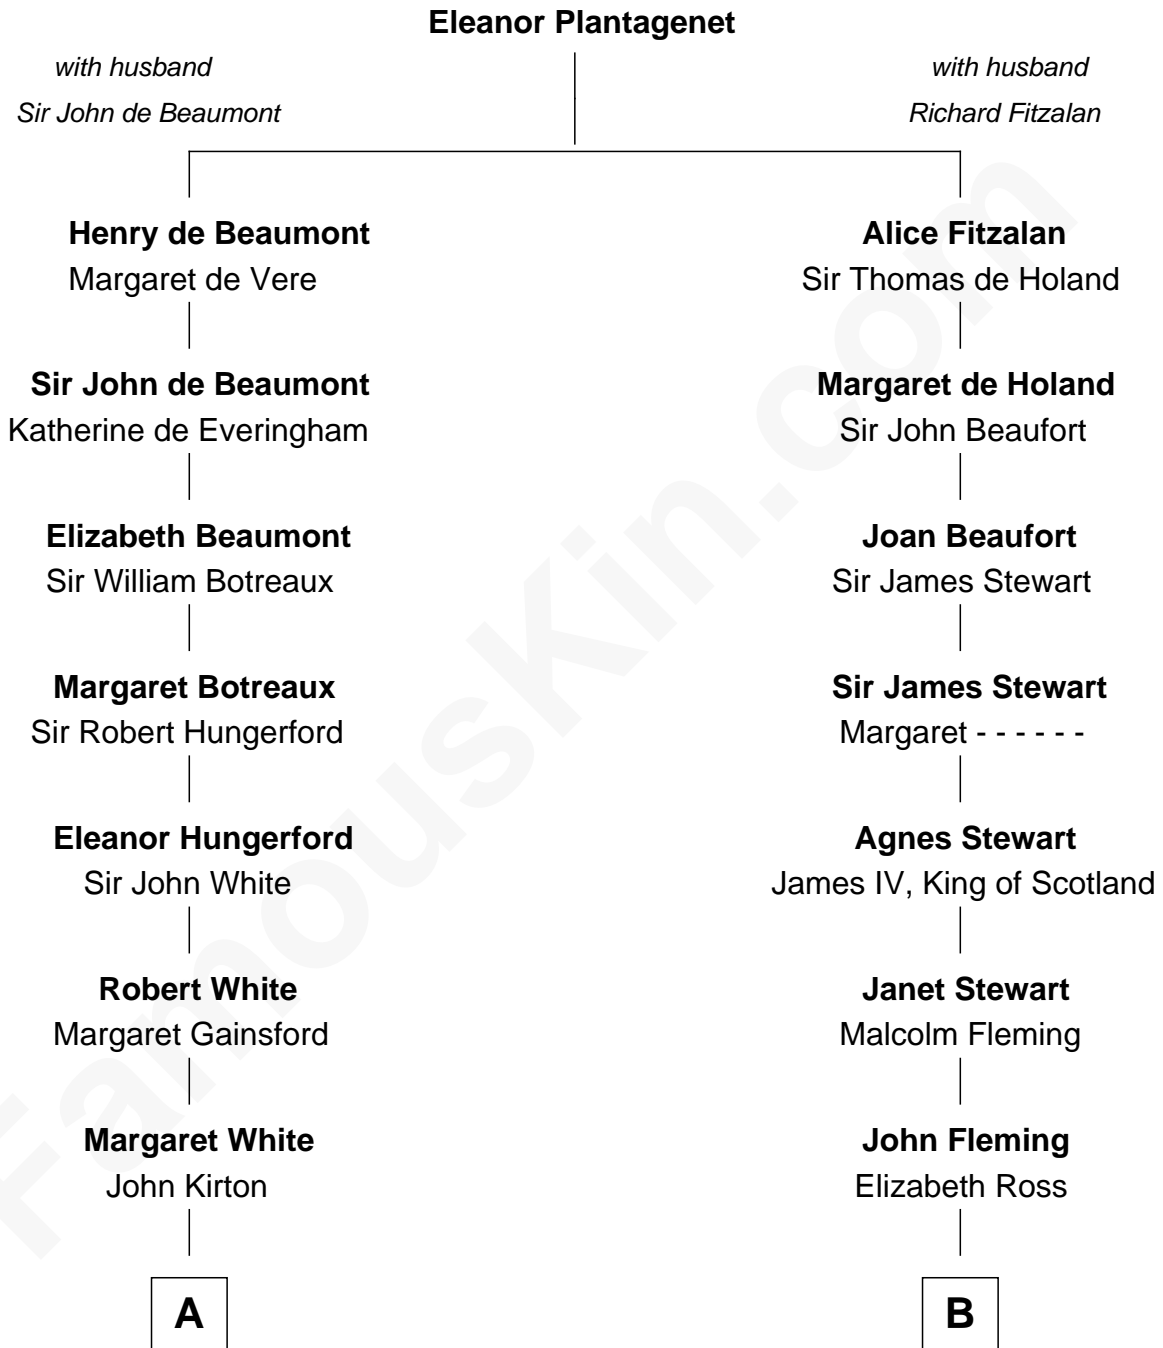 Eleanor Plantagenet
with husband
Sir John de Beaumont
with husband
Richard Fitzalan
Henry de Beaumont
Margaret de Vere
Alice Fitzalan
Sir Thomas de Holand
Sir John de Beaumont
Katherine de Everingham
Margaret de Holand
Sir John Beaufort
Elizabeth Beaumont
Sir William Botreaux
Joan Beaufort
Sir James Stewart
Margaret Botreaux
Sir Robert Hungerford
Sir James Stewart
Margaret - - - - - -
Eleanor Hungerford
Sir John White
Agnes Stewart
James IV, King of Scotland
Robert White
Margaret Gainsford
Janet Stewart
Malcolm Fleming
Margaret White
John Kirton
John Fleming
Elizabeth Ross
A
B
FamousKin.com